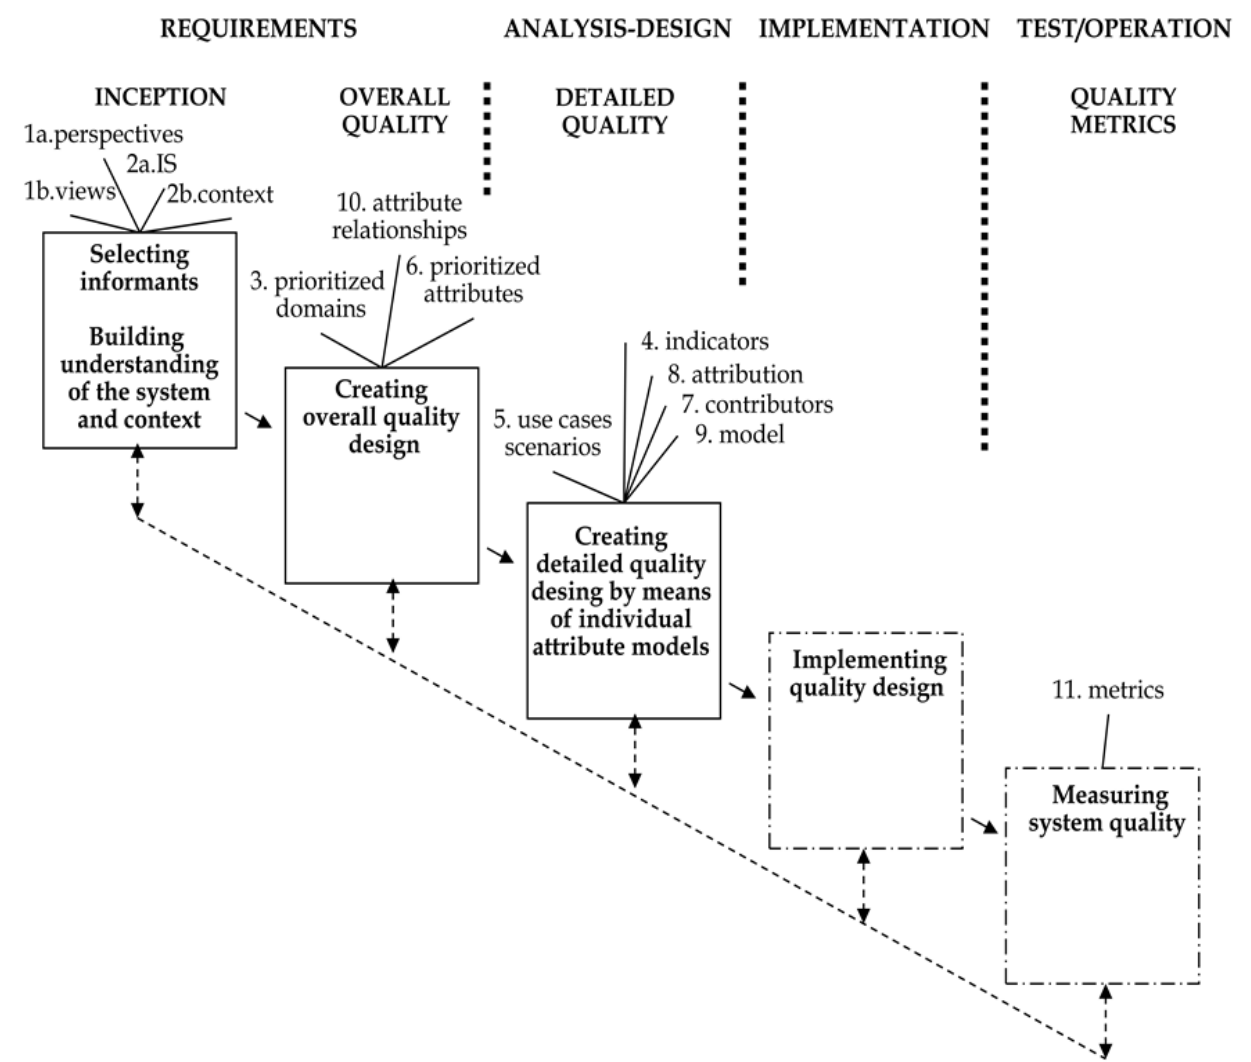 REQUIREMENTS
ANALYSIS-DESIGN
IMPLEMENTATION
TEST/OPERATION
INCEPTION
OVERALL
QUALITY
DETAILED
QUALITY
QUALITY
METRICS
1a.perspectives
2a.IS
1b.views
2b.context
Selecting
informants
Building
understanding
of the system
and context
10. attribute
relationships
3. prioritized
domains
6. prioritized
attributes
Creating
overall quality
design
4. indicators
8. attribution
7. contributors
9. model
5. use cases
scenarios
Creating
detailed quality
desing by means
of individual
attribute models
Implementing
quality design
11. metrics
Measuring
system quality